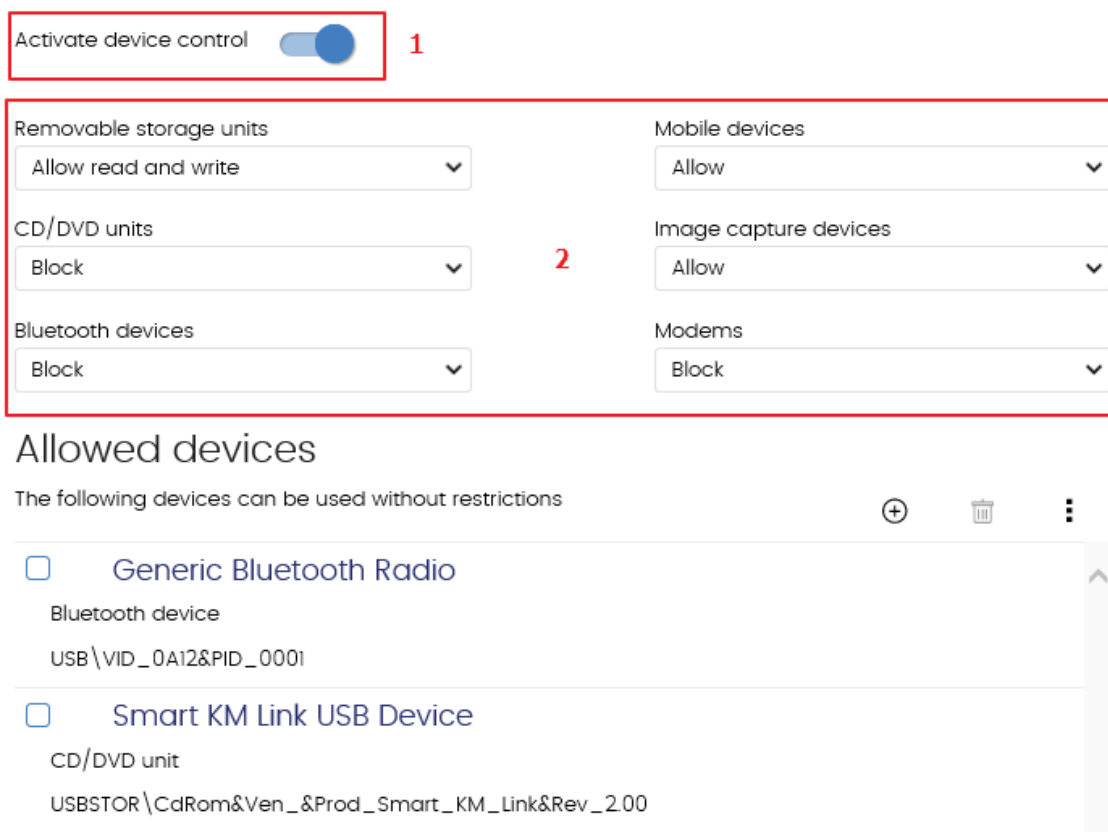 Activate device control
1
Removable storage units
Allow read and write
Mobile devices
Allow
CD/DVD units
Block
Image capture devices
Allow
2
Bluetooth devices
Block
Modems
Block
Allowed devices
The following devices can be used without restrictions
Generic Bluetooth Radio
Bluetooth device
USB\VID_0A12&PID_0001
Smart KM Link USB Device
CD/DVD unit
USBSTOR\CdRom&Ven_&Prod_Smart_KM_Link&Rev_2.00